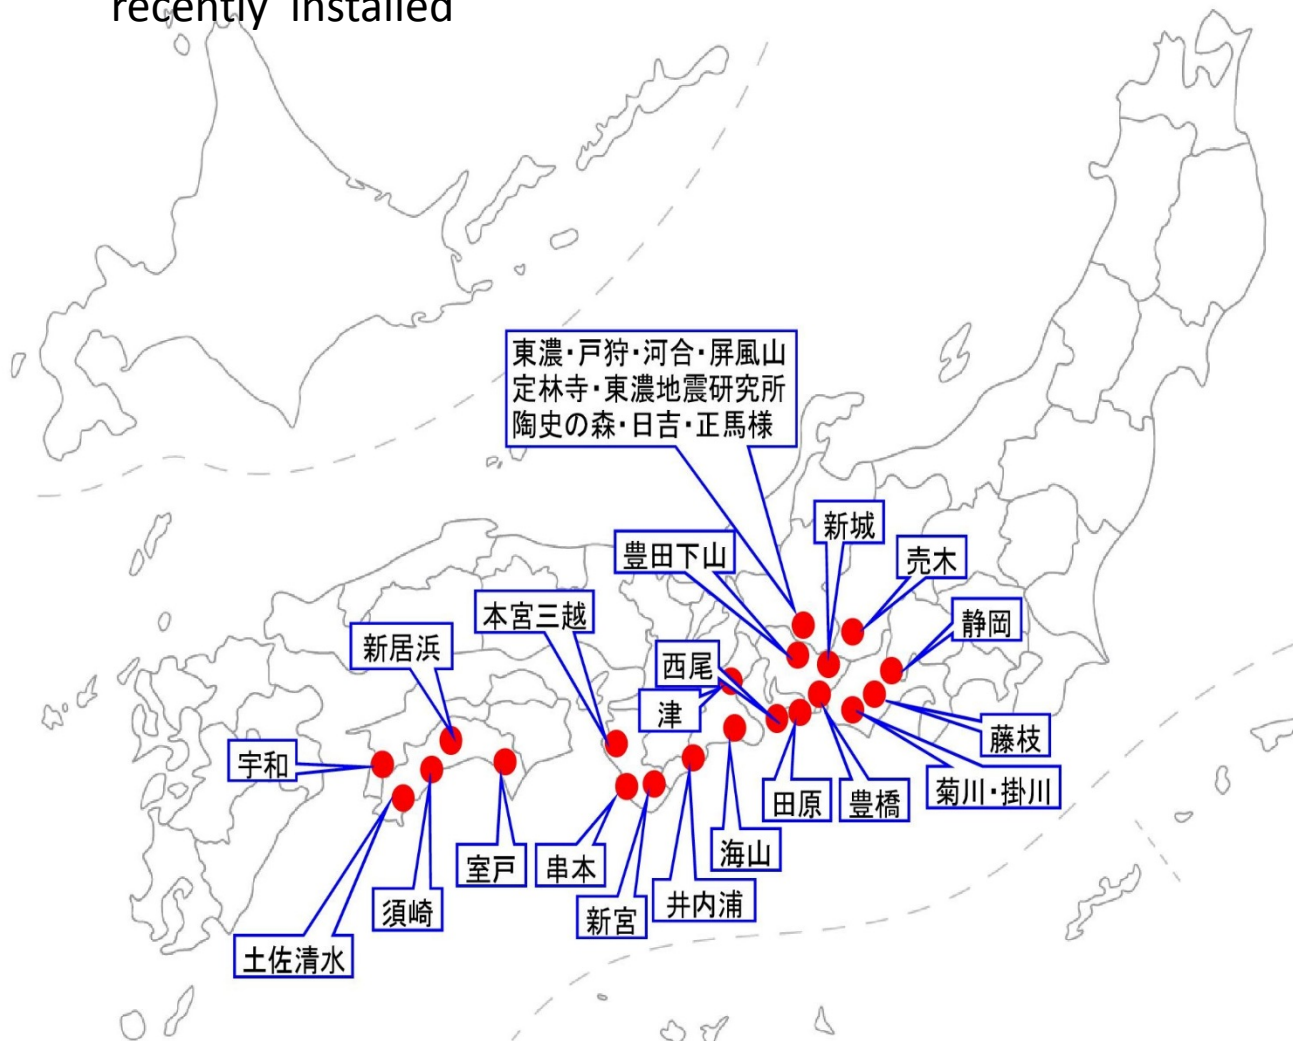 recently installed
東濃・戸狩・河合・屏風山
定林寺・東濃地震研究所
陶史の森・日吉・正馬様
新城
豊田下山
売木
本宮三越
静岡
新居浜
西尾
津
藤枝
宇和
菊川・掛川
田原
豊橋
海山
室戸
串本
井内浦
須崎
新宮
土佐清水